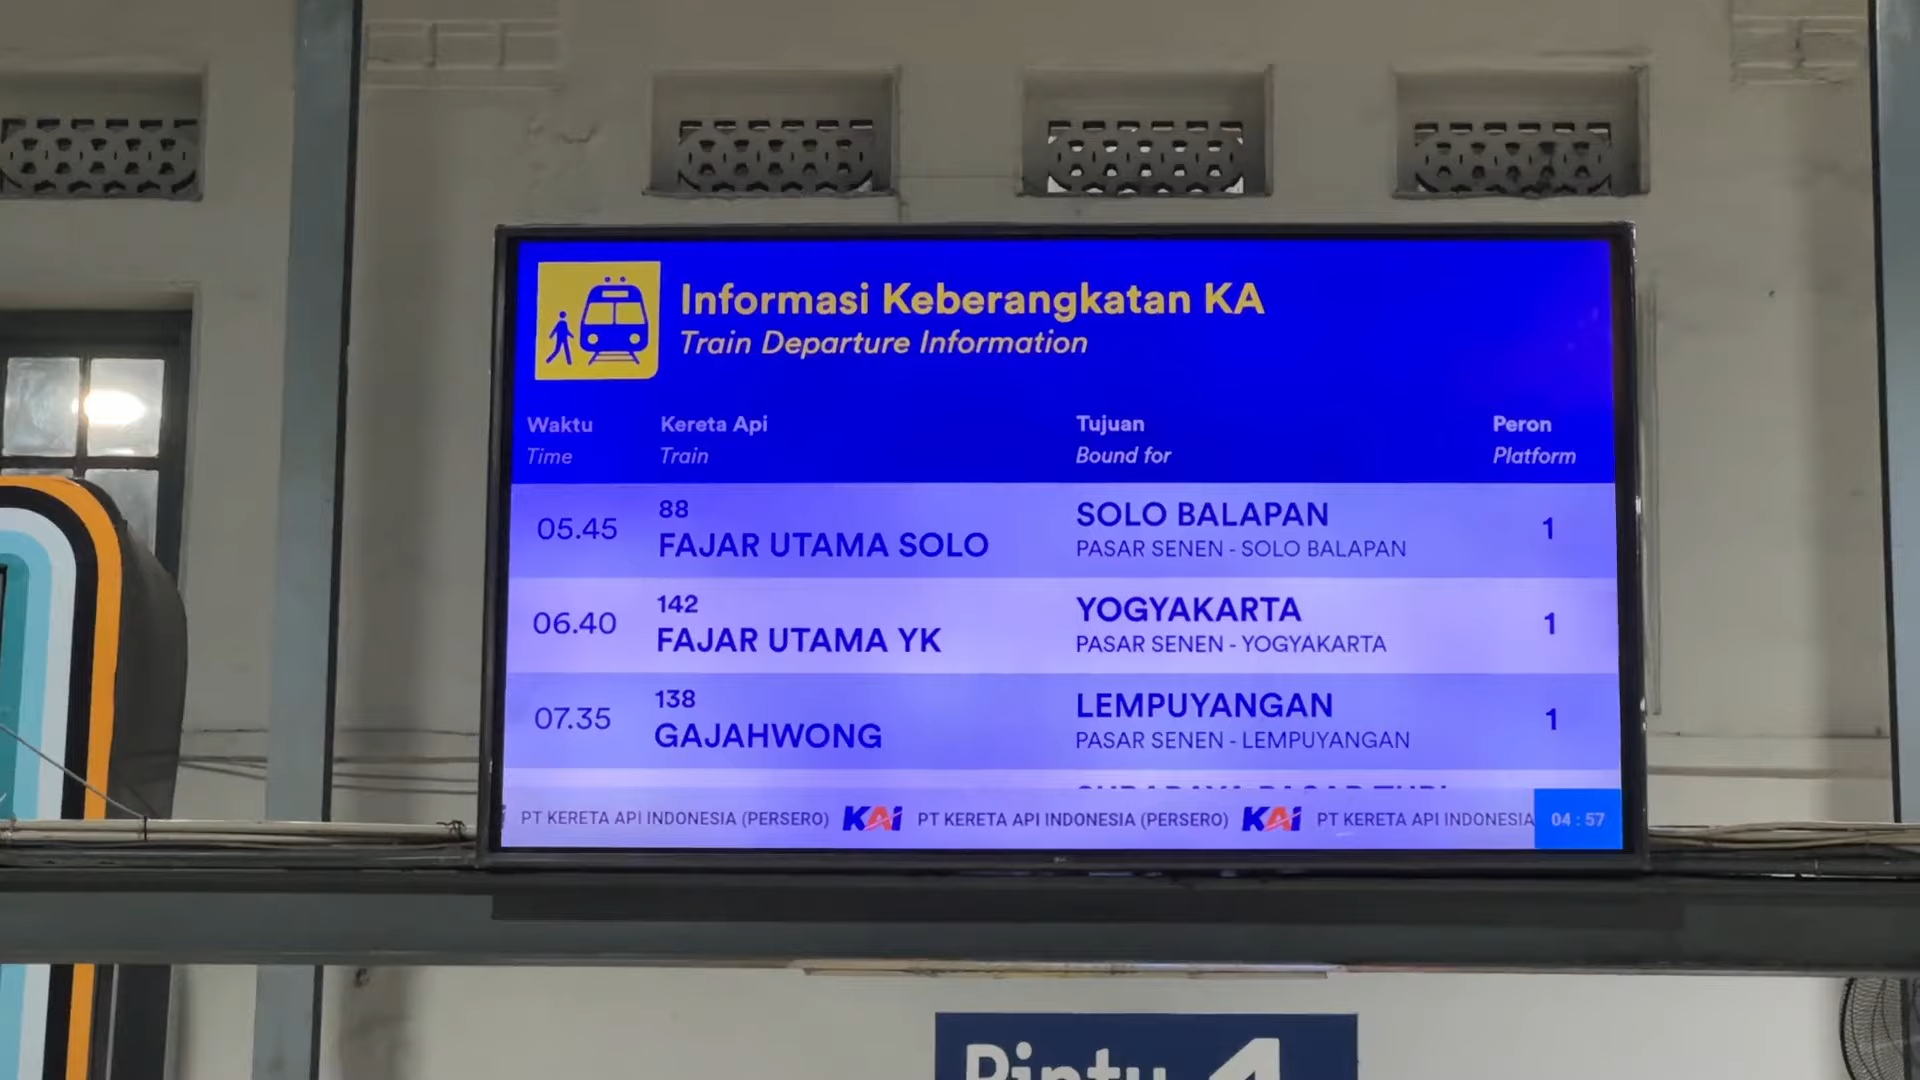 Informasi Keberangkatan KA
Train Departure Information
Waktu Kereta Api Tujuan Peron
Time Train Bound for Platform
05.45 88 FAJAR UTAMA SOLO SOLO BALAPAN PASAR SENEN - SOLO BALAPAN 1
06.40 142 FAJAR UTAMA YK YOGYAKARTA PASAR SENEN - YOGYAKARTA 1
07.35 138 GAJAHWONG LEMPUYANGAN PASAR SENEN - LEMPUYANGAN 1
PT KERETA API INDONESIA (PERSERO) KAI PT KERETA API INDONESIA (PERSERO) KAI PT KERETA API INDONESIA 04 : 57
Pintu